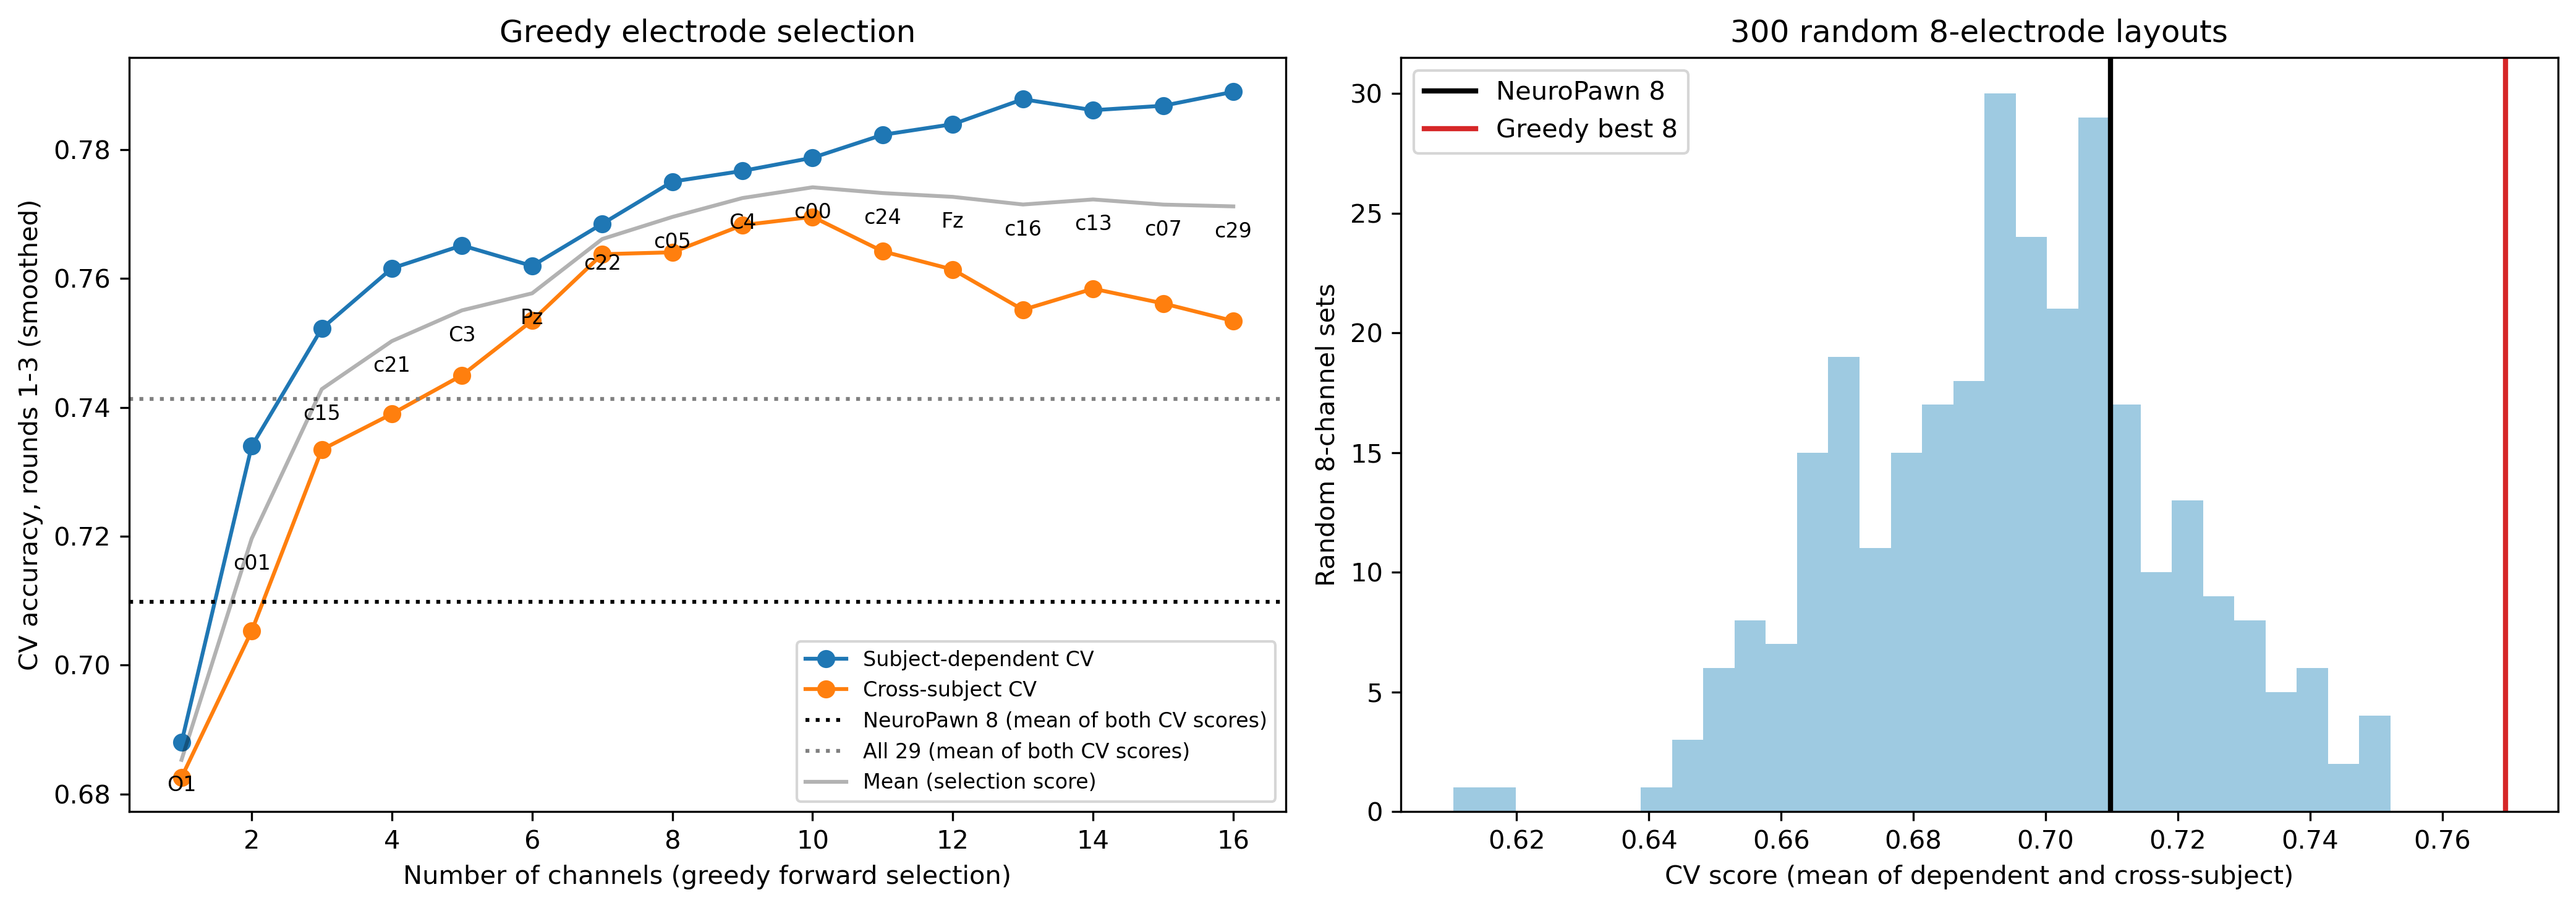 Greedy electrode selection
CV accuracy, rounds 1-3 (smoothed)
0.78
0.76
0.74
0.72
0.70
0.68
O1
c01
c15
c21
C3
Pz
c22
c05
C4
c00
c24
Fz
c16
c13
c07
c29
Subject-dependent CV
Cross-subject CV
NeuroPawn 8 (mean of both CV scores)
All 29 (mean of both CV scores)
Mean (selection score)
2 4 6 8 10 12 14 16
Number of channels (greedy forward selection)
300 random 8-electrode layouts
Random 8-channel sets
30
25
20
15
10
5
0
NeuroPawn 8
Greedy best 8
0.62 0.64 0.66 0.68 0.70 0.72 0.74 0.76
CV score (mean of dependent and cross-subject)